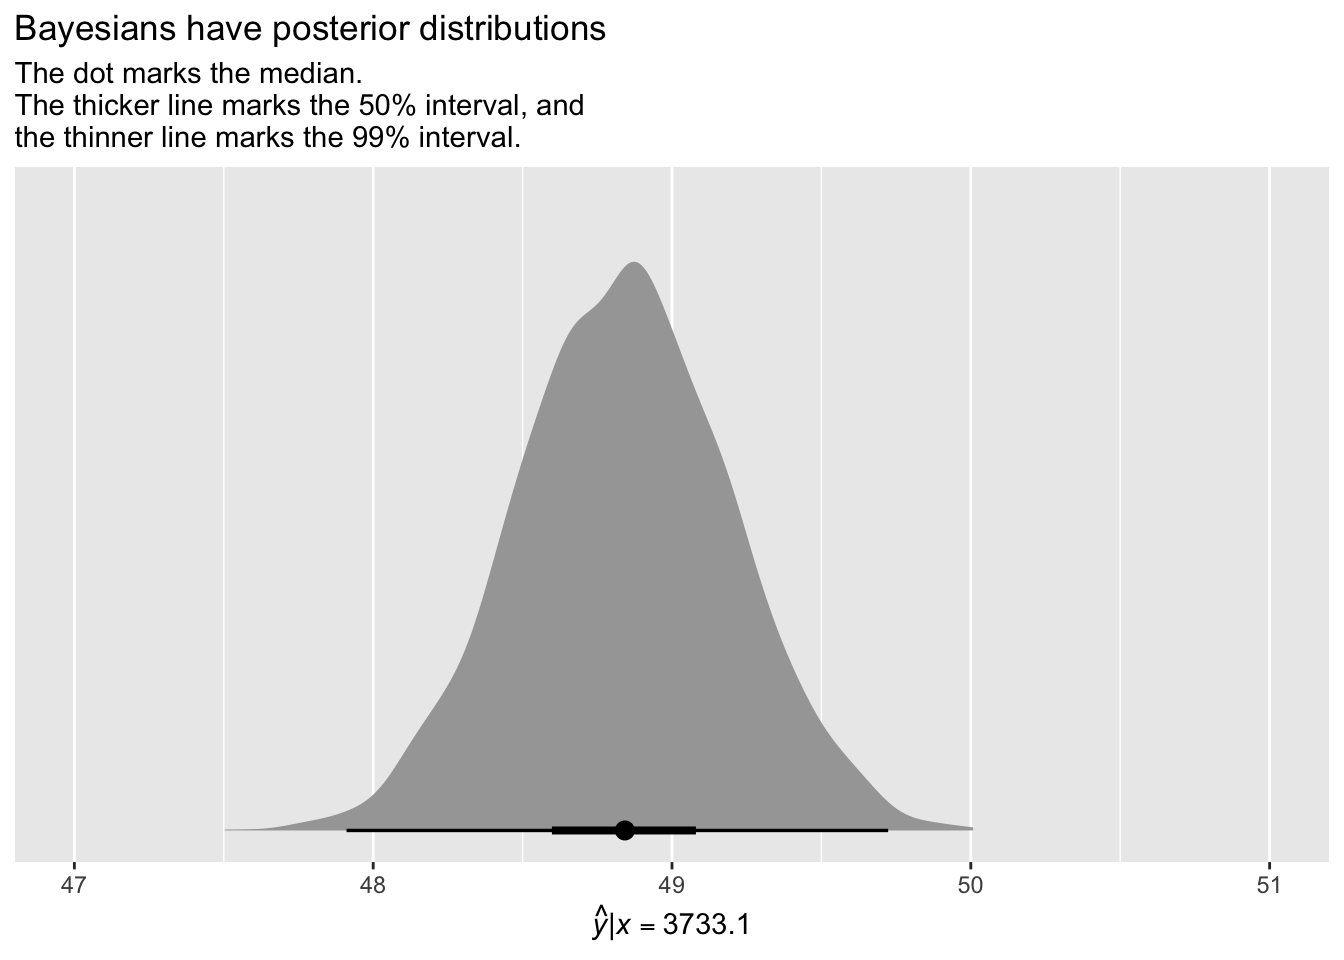 Bayesians have posterior distributions
The dot marks the median.
The thicker line marks the 50% interval, and
the thinner line marks the 99% interval.
47 48 49 50 51
ŷ|x = 3733.1